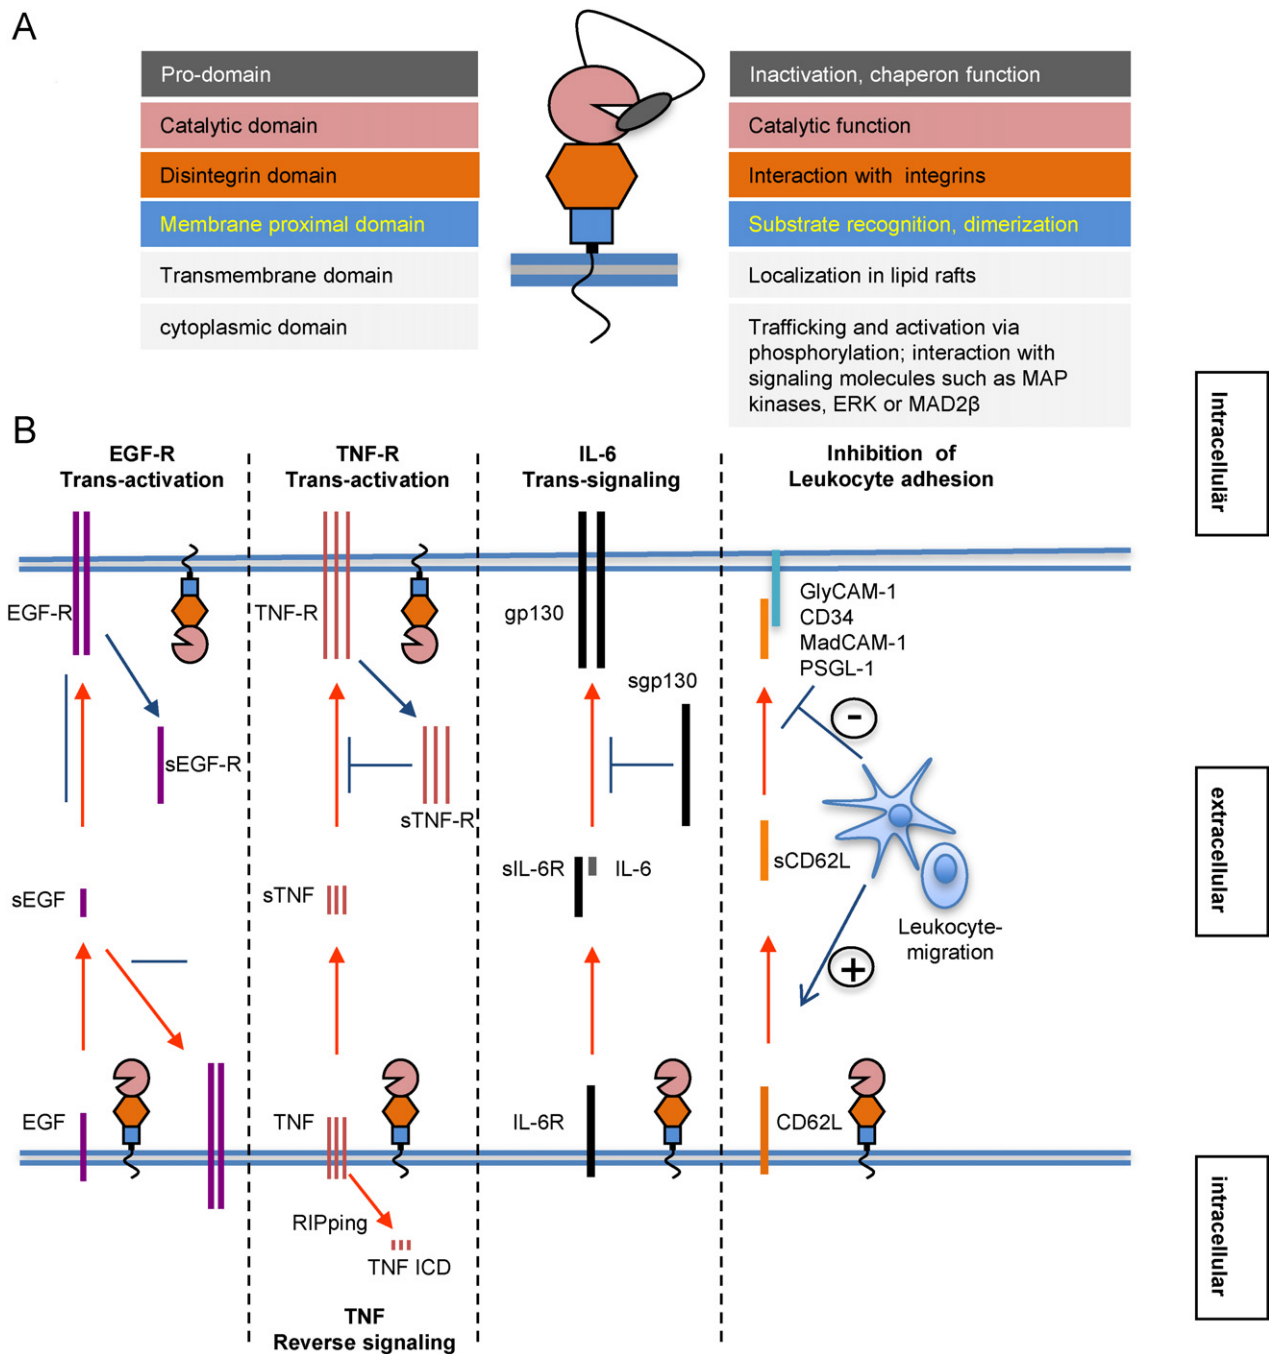 A
Pro-domain
Catalytic domain
Disintegrin domain
Membrane proximal domain
Transmembrane domain
cytoplasmic domain
Inactivation, chaperon function
Catalytic function
Interaction with integrins
Substrate recognition, dimerization
Localization in lipid rafts
Trafficking and activation via
phosphorylation; interaction with
signaling molecules such as MAP
kinases, ERK or MAD2β
B
EGF-R
Trans-activation
TNF-R
Trans-activation
IL-6
Trans-signaling
Inhibition of
Leukocyte adhesion
Intracellulär
EGF-R
TNF-R
gp130
GlyCAM-1
CD34
MadCAM-1
PSGL-1
sgp130
-
sEGF-R
sTNF-R
sEGF
sTNF
sIL-6R
IL-6
sCD62L
Leukocyte-
migration
+
extracellular
EGF
TNF
IL-6R
CD62L
RIPping
TNF ICD
TNF
Reverse signaling
intracellular